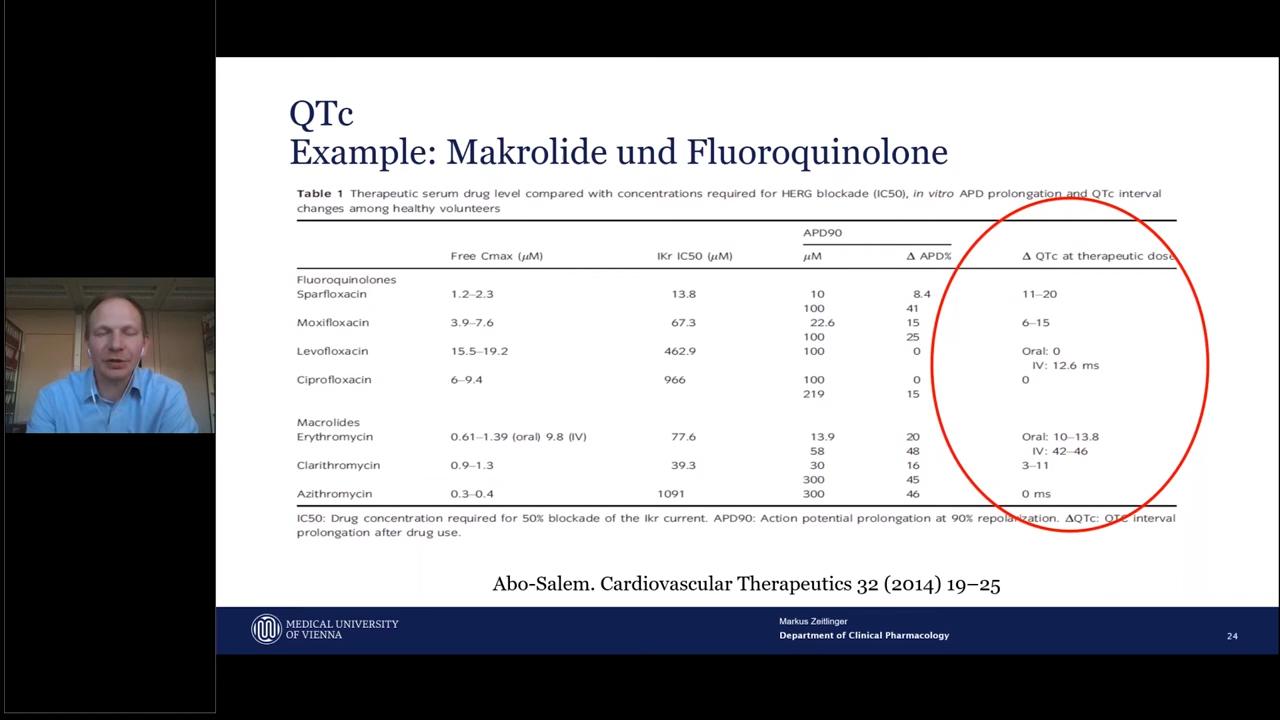 QTc
Example: Makrolide und Fluoroquinolone
Table 1 Therapeutic serum drug level compared with concentrations required for HERG blockade (IC50), in vitro APD prolongation and QTc interval
changes among healthy volunteers
APD90
Free Cmax (μM) IKr IC50 (μM) μM Δ APD% Δ QTc at therapeutic dose
Fluoroquinolones
Sparfloxacin 1.2–2.3 13.8 10 8.4 11–20
100 41
Moxifloxacin 3.9–7.6 67.3 22.6 15 6–15
100 25
Levofloxacin 15.5–19.2 462.9 100 0 Oral: 0
IV: 12.6 ms
Ciprofloxacin 6–9.4 966 100 0 0
219 15
Macrolides
Erythromycin 0.61–1.39 (oral) 9.8 (IV) 77.6 13.9 20 Oral: 10–13.8
58 48 IV: 42–46
Clarithromycin 0.9–1.3 39.3 30 16 3–11
300 45
Azithromycin 0.3–0.4 1091 300 46 0 ms
IC50: Drug concentration required for 50% blockade of the Ikr current. APD90: Action potential prolongation at 90% repolarization. ΔQTc: QTC interval
prolongation after drug use.
Abo-Salem. Cardiovascular Therapeutics 32 (2014) 19–25
MEDICAL UNIVERSITY
OF VIENNA
Markus Zeitlinger
Department of Clinical Pharmacology
24